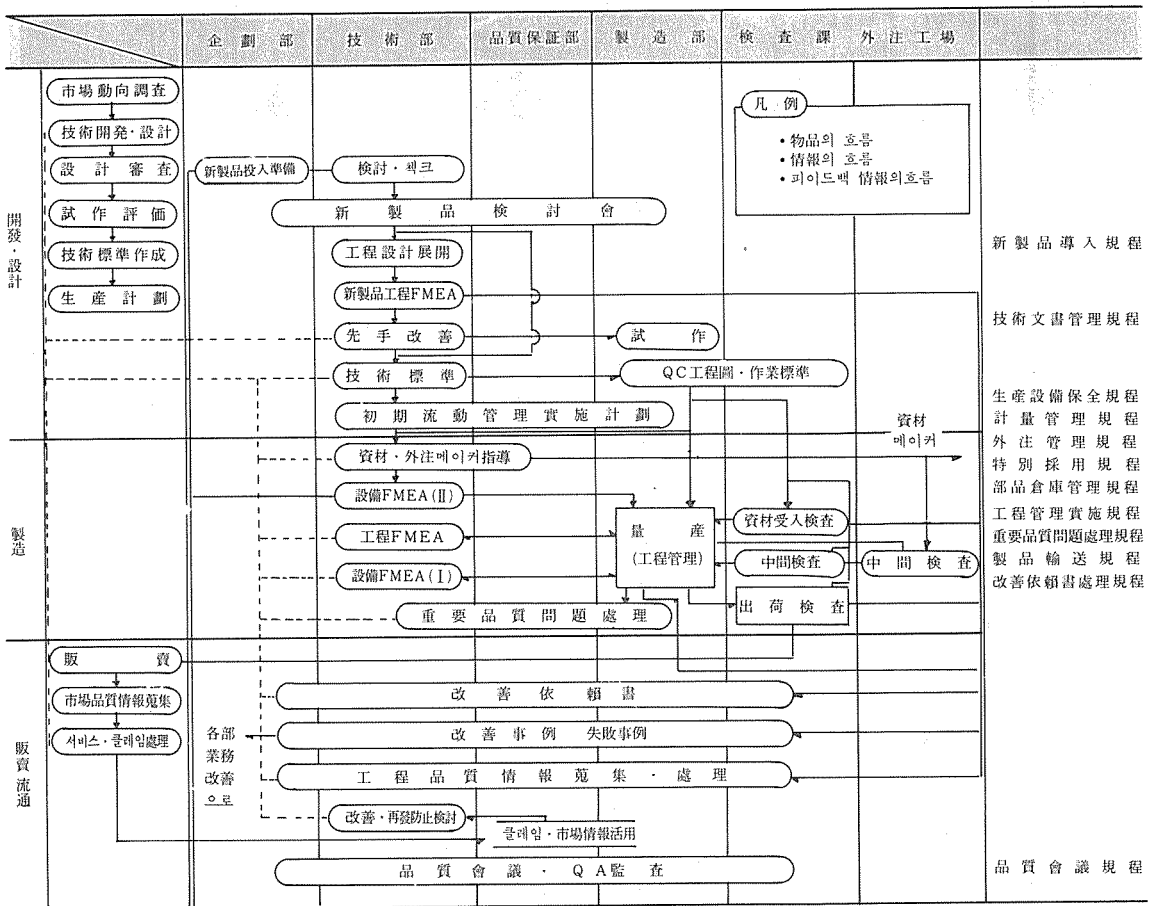 企劃部 技術部 品質保証部 製造部 検査課 外注工場
開發·設計
市場動向調査
技術開発·設計
設計審査
試作評価
技術標準作成
生産計劃
新製品投入準備
検討·첵크
新製品検討會
工程設計展開
新製品工程FMEA
先手改善
試作
技術標準
QC工程圖·作業標準
初期流動管理實施計劃
凡例
• 物品의 흐름
• 情報의 흐름
• 피이드백 情報의흐름
新製品導入規程
技術文書管理規程
生産設備保全規程
計量管理規程
外注管理規程
特別採用規程
部品倉庫管理規程
工程管理實施規程
重要品質問題處理規程
製品輸送規程
改善依賴書處理規程
製造
資材
메이커
資材·外注메이커指導
設備FMEA(Ⅱ)
工程FMEA
設備FMEA(Ⅰ)
量産
(工程管理)
資材受入検査
中間検査
中間検査
出荷検査
重要品質問題處理
販賣流通
販賣
市場品質情報蒐集
서비스·클레임處理
各部
業務
改善
으로
改善依賴書
改善事例 失敗事例
工程品質情報蒐集·處理
改善·再發防止検討
클레임·市場情報活用
品質會議·QA監査
品質會議規程